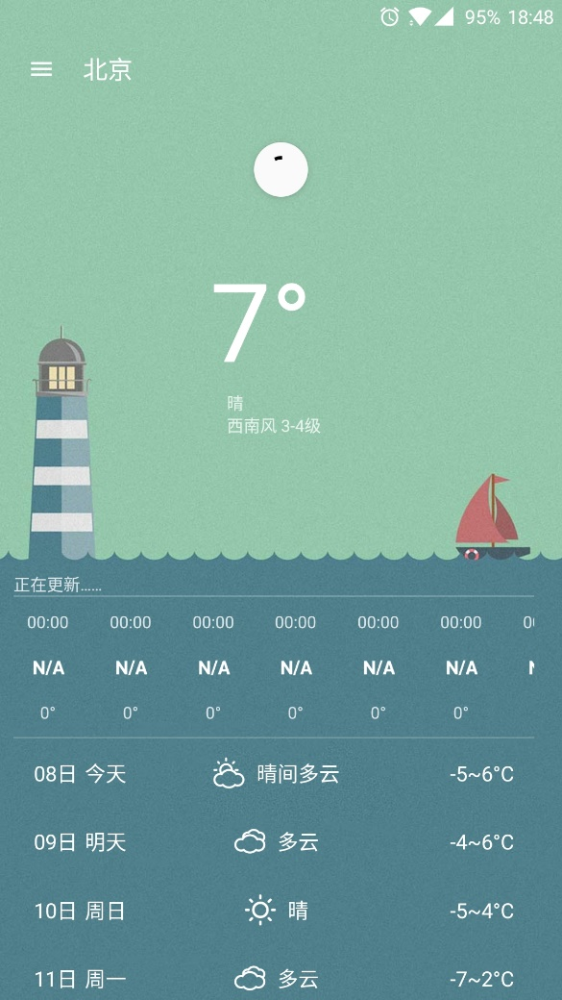 95% 18:48
北京
7°
晴
西南风 3-4级
正在更新......
00:00 00:00 00:00 00:00 00:00 00:00
N/A N/A N/A N/A N/A N/A
0° 0° 0° 0° 0° 0°
08日 今天 晴间多云 -5~6°C
09日 明天 多云 -4~6°C
10日 周日 晴 -5~4°C
11日 周一 多云 -7~2°C